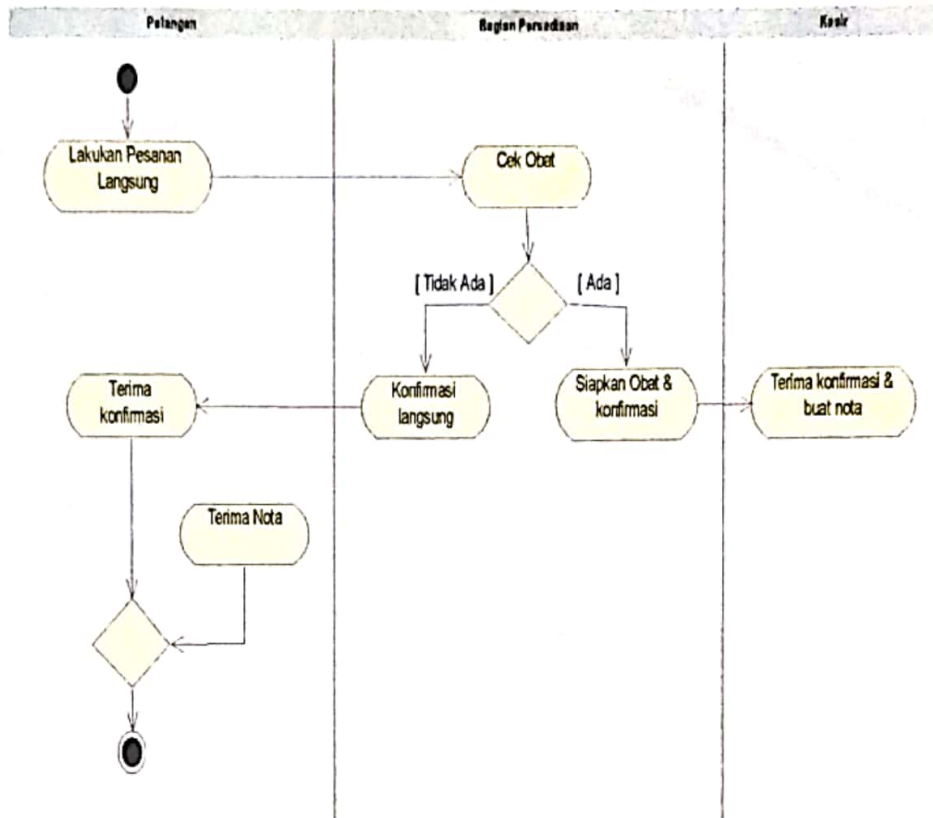 Pelanggan
Bagian Persediaan
Kasir
Lakukan Pesanan
Langsung
Cek Obat
[ Tidak Ada ]
[ Ada ]
Terima
konfirmasi
Konfirmasi
langsung
Siapkan Obat &
konfirmasi
Terima konfirmasi &
buat nota
Terima Nota